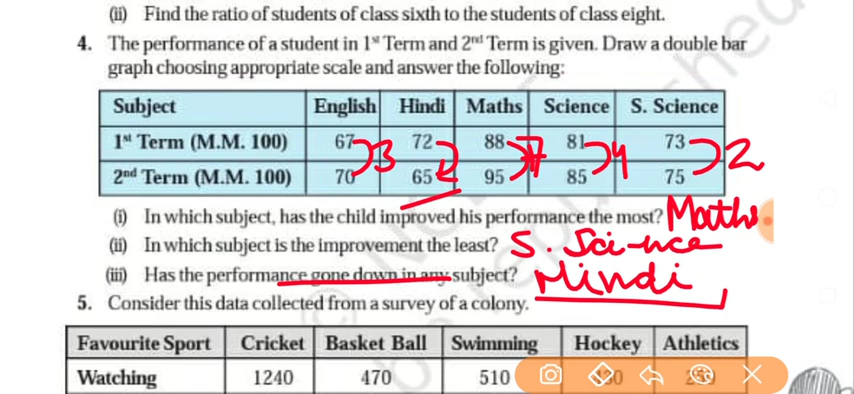 (ii) Find the ratio of students of class sixth to the students of class eight.
4. The performance of a student in 1st Term and 2nd Term is given. Draw a double bar
graph choosing appropriate scale and answer the following:
Subject English Hindi Maths Science S. Science
1st Term (M.M. 100) 67 72 88 81 73
3 7 4 2
2nd Term (M.M. 100) 70 65 95 85 75
(i) In which subject, has the child improved his performance the most? Maths
(ii) In which subject is the improvement the least? S. Science
(iii) Has the performance gone down in any subject? Hindi
5. Consider this data collected from a survey of a colony.
Favourite Sport Cricket Basket Ball Swimming Hockey Athletics
Watching 1240 470 510